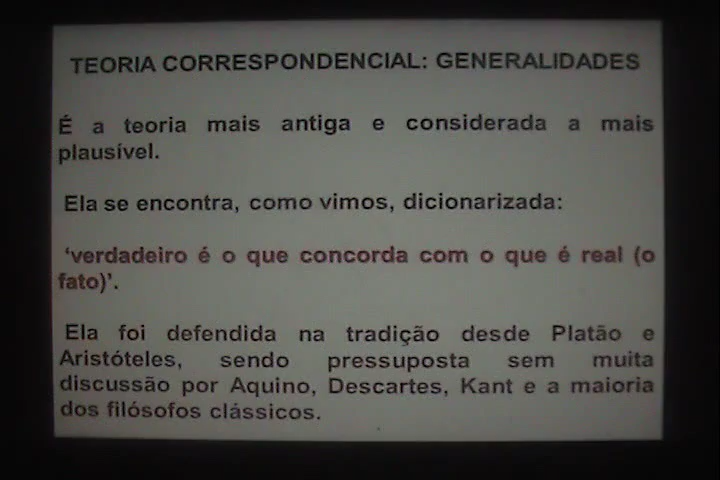 TEORIA CORRESPONDENCIAL: GENERALIDADES
É a teoria mais antiga e considerada a mais
plausível.
Ela se encontra, como vimos, dicionarizada:
‘verdadeiro é o que concorda com o que é real (o
fato)’.
Ela foi defendida na tradição desde Platão e
Aristóteles, sendo pressuposta sem muita
discussão por Aquino, Descartes, Kant e a maioria
dos filósofos clássicos.